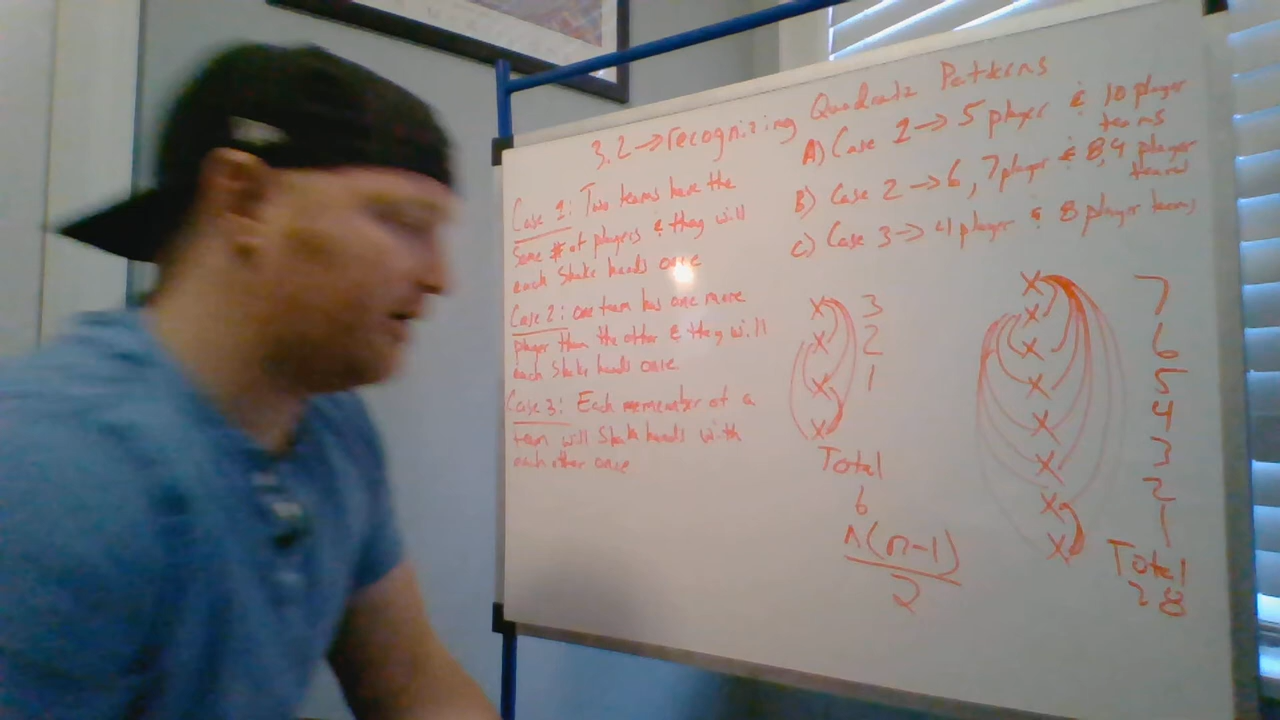 3.2 → recognizing Quadratic Patterns
Case 1: Two teams have the
same # of players & they will
each shake hands once
Case 2: one team has one more
player than the other & they will
each shake hands once
Case 3: Each memember of a
team will shake hands with
each other once
A) Case 1 → 5 player & 10 player
teams
B) Case 2 → 6, 7 player & 8, 9 player
teams
C) Case 3 → 4 player & 8 player teams
X 3
X 2
X 1
X
Total
6
n(n-1)
2
X 7
X 6
X 5
X 4
X 3
X 2
X 1
X
Total
28